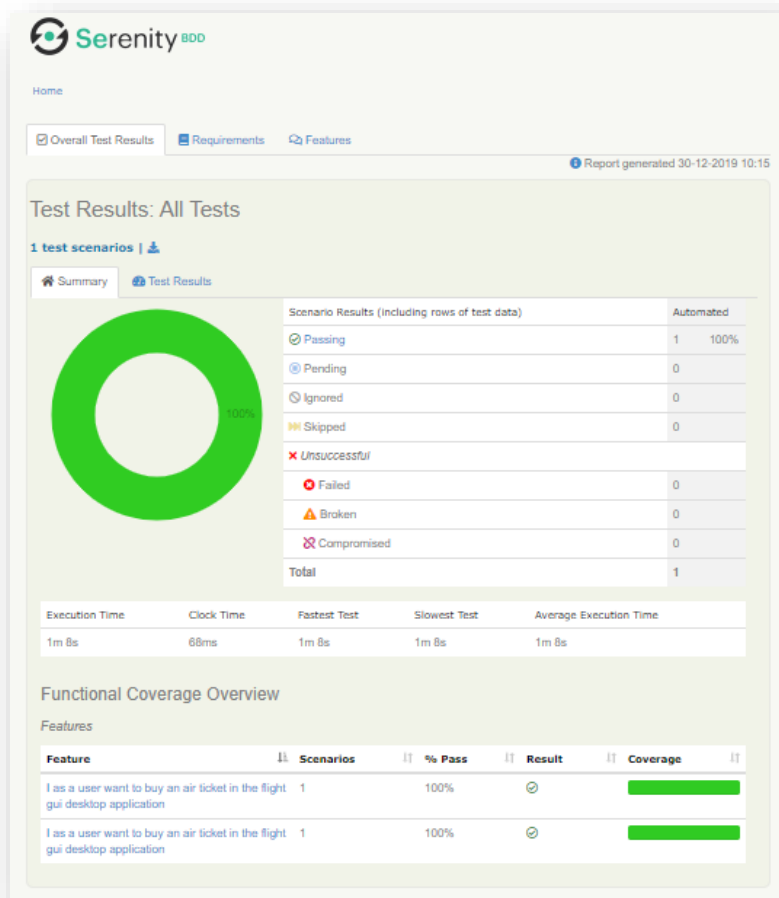 Serenity BDD
Home
Overall Test Results Requirements Features
Report generated 30-12-2019 10:15
Test Results: All Tests
1 test scenarios |
Summary Test Results
Scenario Results (including rows of test data) Automated
Passing 1 100%
Pending 0
Ignored 0
100%
Skipped 0
Unsuccessful
Failed 0
Broken 0
Compromised 0
Total 1
Execution Time Clock Time Fastest Test Slowest Test Average Execution Time
1m 8s 68ms 1m 8s 1m 8s 1m 8s
Functional Coverage Overview
Features
Feature Scenarios % Pass Result Coverage
I as a user want to buy an air ticket in the flight 1 100%
gui desktop application
I as a user want to buy an air ticket in the flight 1 100%
gui desktop application